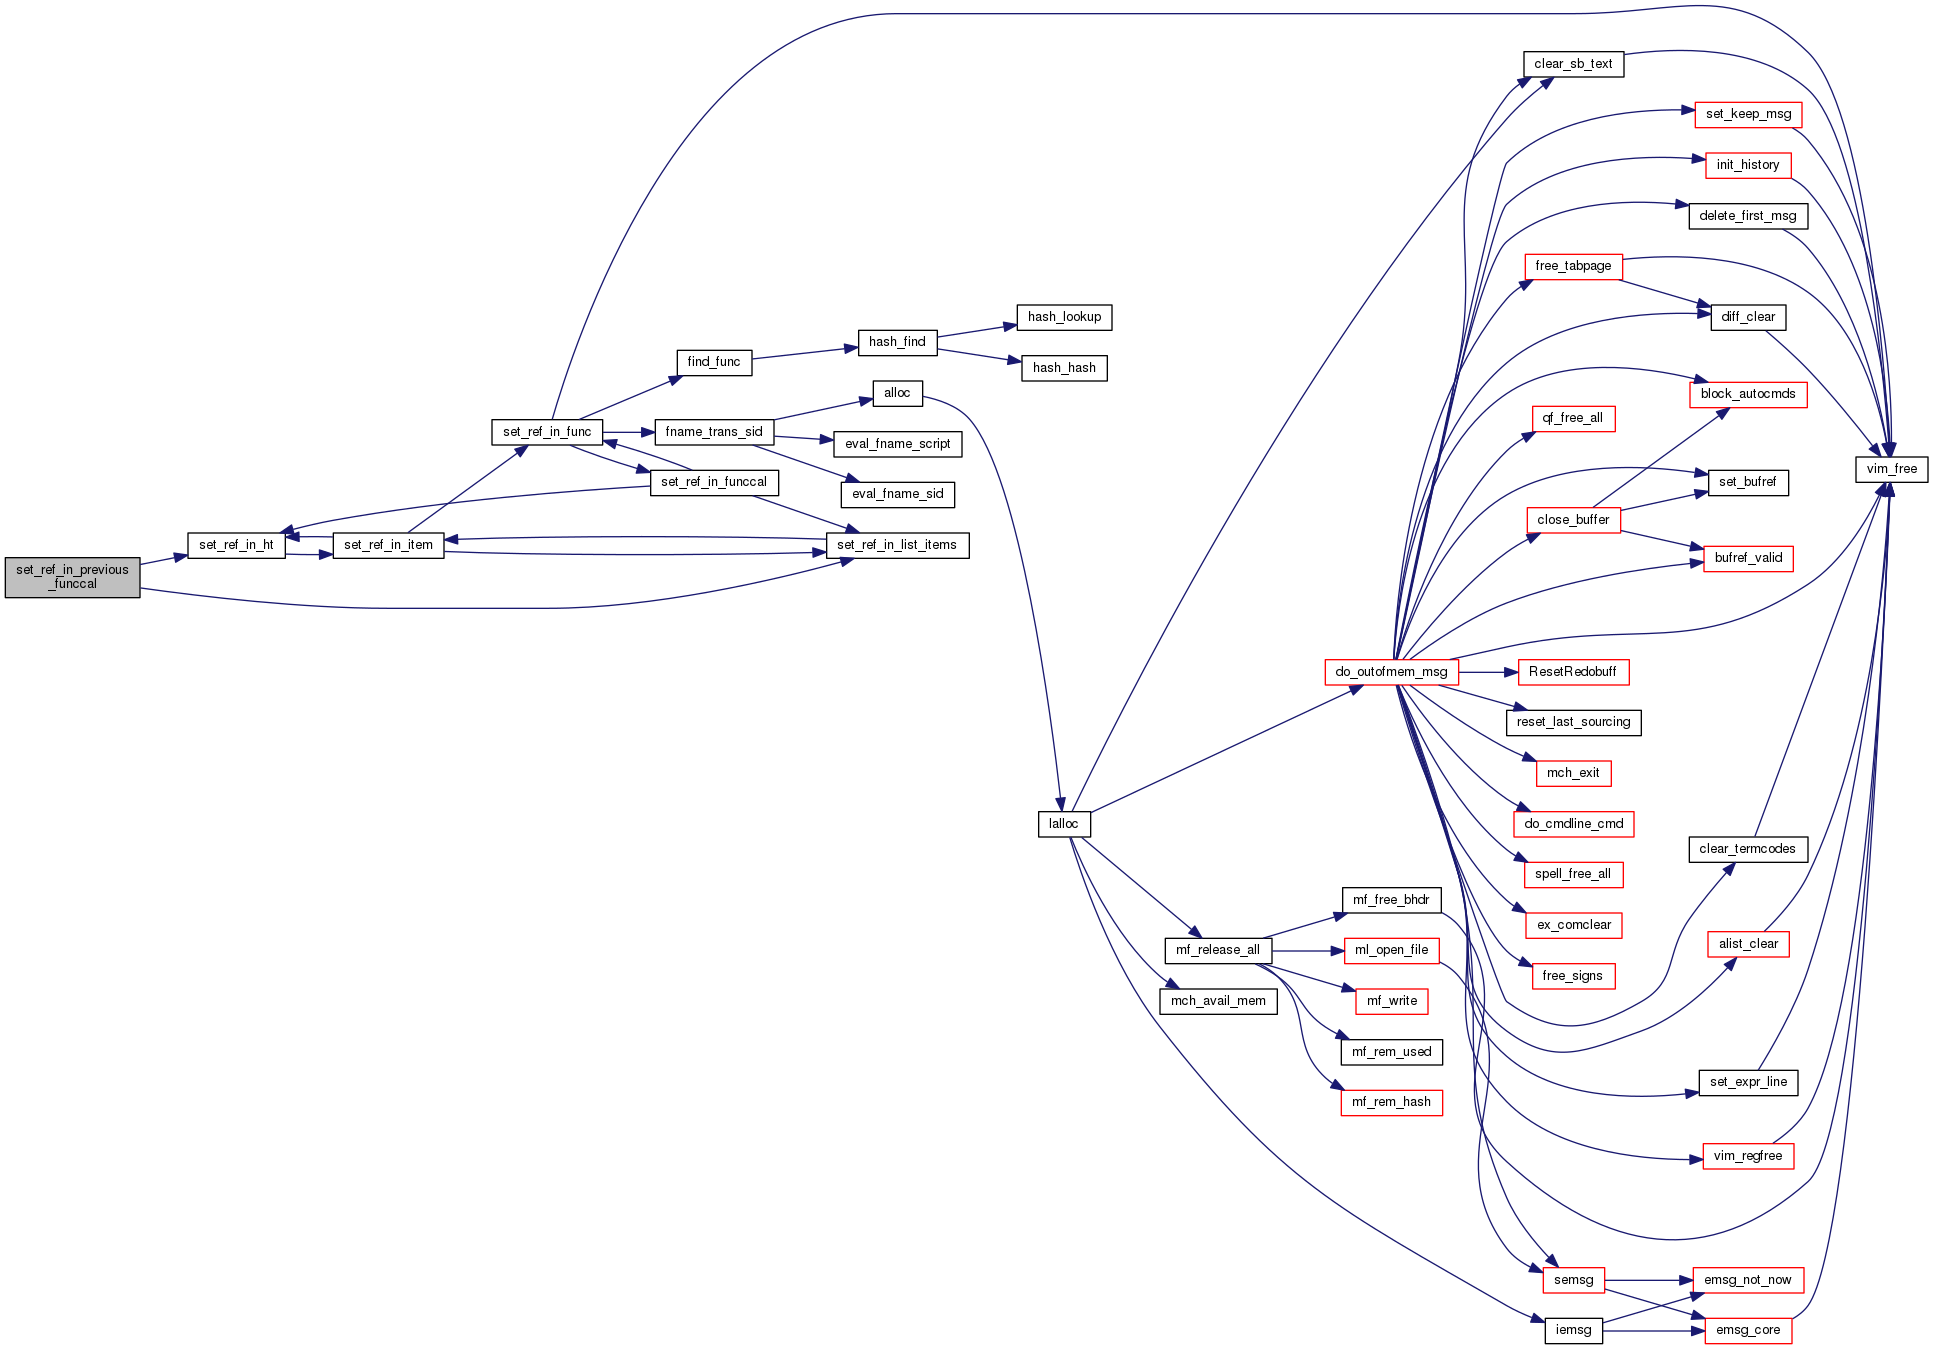 set_ref_in_previous
_funccal
set_ref_in_ht
set_ref_in_item
set_ref_in_func
find_func
fname_trans_sid
set_ref_in_funccal
hash_find
alloc
eval_fname_script
eval_fname_sid
set_ref_in_list_items
hash_lookup
hash_hash
lalloc
mf_release_all
mch_avail_mem
do_outofmem_msg
mf_free_bhdr
ml_open_file
mf_write
mf_rem_used
mf_rem_hash
clear_sb_text
free_tabpage
qf_free_all
close_buffer
ResetRedobuff
reset_last_sourcing
mch_exit
do_cmdline_cmd
spell_free_all
ex_comclear
free_signs
semsg
iemsg
set_keep_msg
init_history
delete_first_msg
diff_clear
block_autocmds
set_bufref
bufref_valid
clear_termcodes
alist_clear
set_expr_line
vim_regfree
emsg_not_now
emsg_core
vim_free